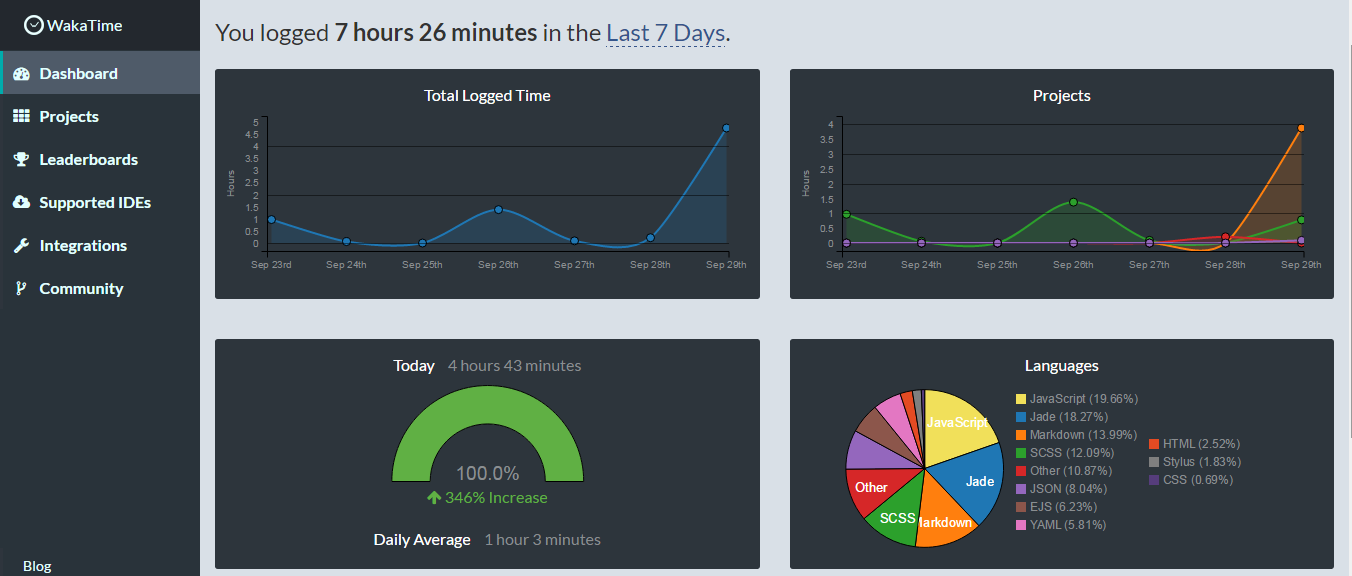 WakaTime
Dashboard
Projects
Leaderboards
Supported IDEs
Integrations
Community
Blog
You logged 7 hours 26 minutes in the Last 7 Days.
Total Logged Time
Hours
5
4.5
4
3.5
3
2.5
2
1.5
1
0.5
0
Sep 23rd Sep 24th Sep 25th Sep 26th Sep 27th Sep 28th Sep 29th
Projects
Hours
4
3.5
3
2.5
2
1.5
1
0.5
0
Sep 23rd Sep 24th Sep 25th Sep 26th Sep 27th Sep 28th Sep 29th
Today 4 hours 43 minutes
100.0%
346% Increase
Daily Average 1 hour 3 minutes
Languages
JavaScript
Jade
Markdown
SCSS
Other
JavaScript (19.66%)
Jade (18.27%)
Markdown (13.99%)
SCSS (12.09%)
Other (10.87%)
JSON (8.04%)
EJS (6.23%)
YAML (5.81%)
HTML (2.52%)
Stylus (1.83%)
CSS (0.69%)